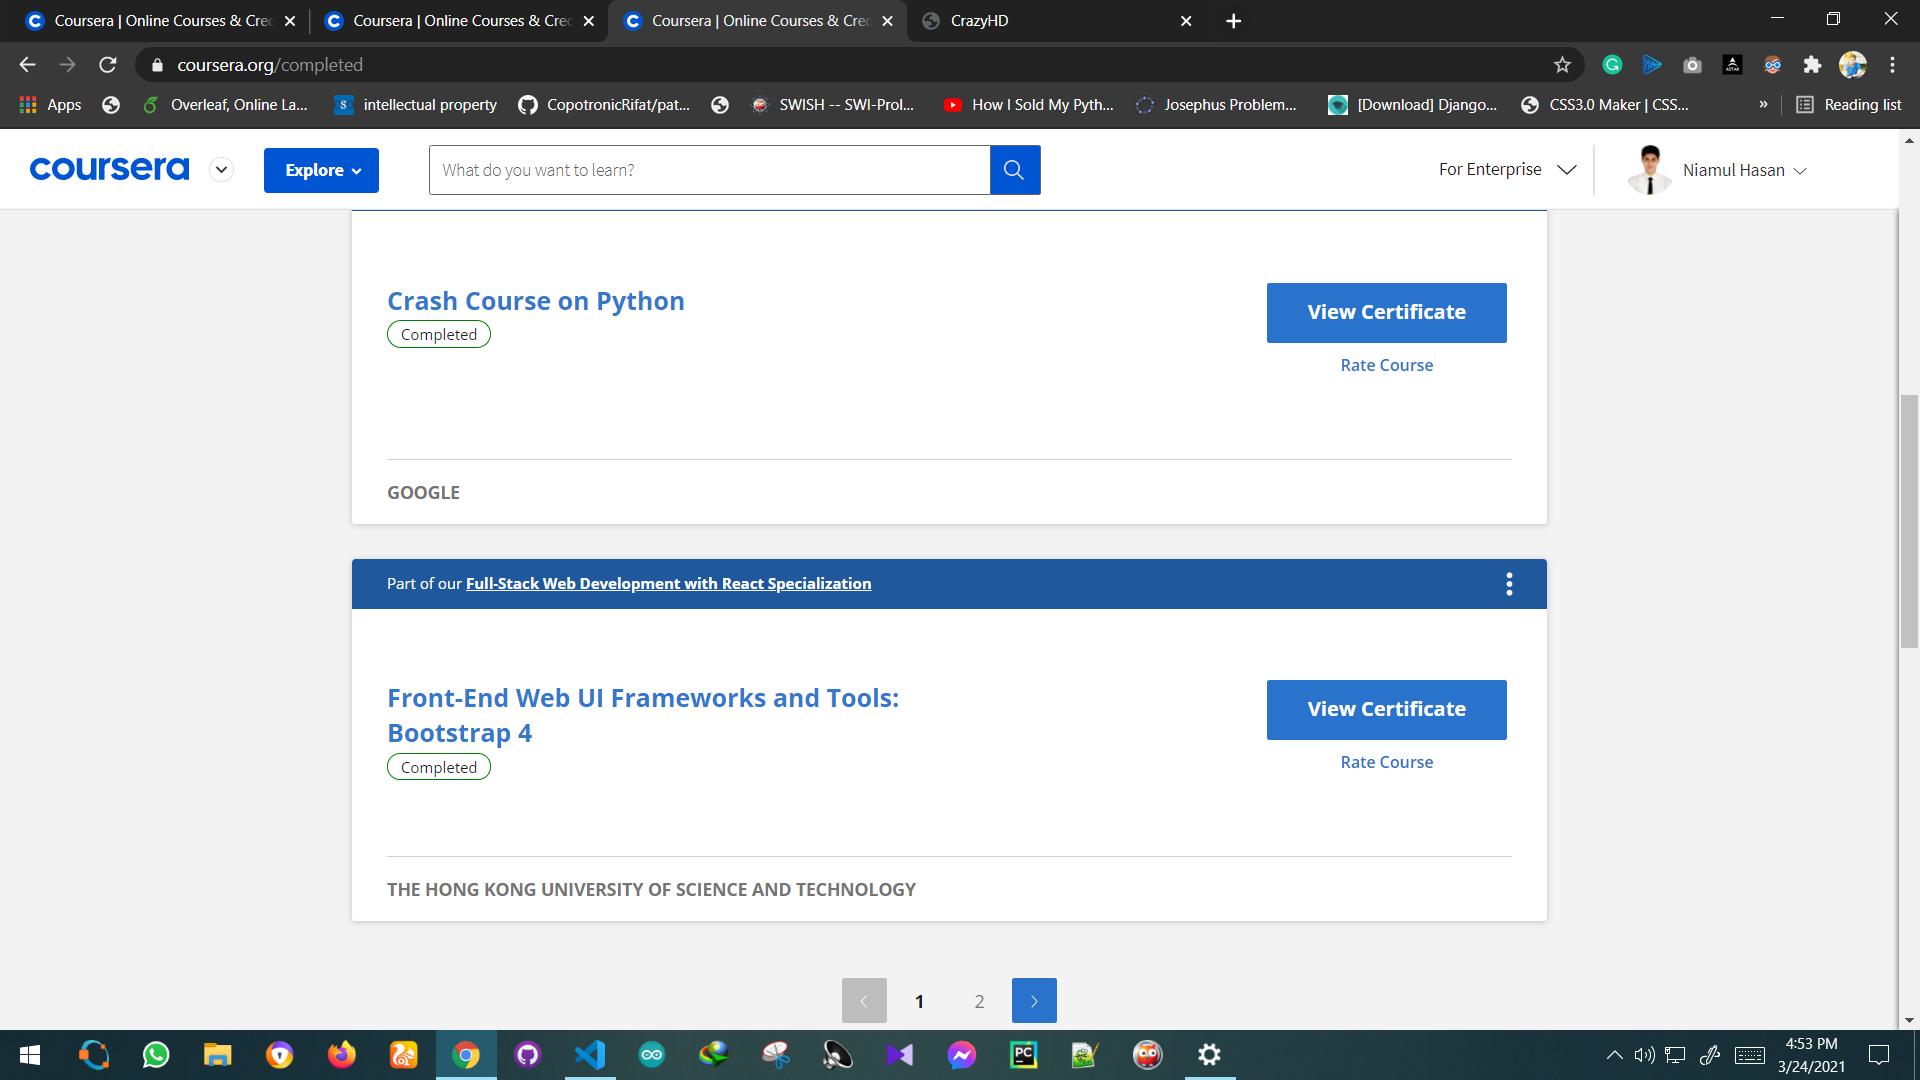 Coursera | Online Courses & Cred
Coursera | Online Courses & Cred
Coursera | Online Courses & Cred
CrazyHD
coursera.org/completed
Apps
Overleaf, Online La...
intellectual property
CopotronicRifat/pat...
SWISH -- SWI-Prol...
How I Sold My Pyth...
Josephus Problem...
[Download] Django...
CSS3.0 Maker | CSS...
»
Reading list
coursera
Explore
What do you want to learn?
For Enterprise
Niamul Hasan
Crash Course on Python
Completed
View Certificate
Rate Course
GOOGLE
Part of our Full-Stack Web Development with React Specialization
Front-End Web UI Frameworks and Tools:
Bootstrap 4
Completed
View Certificate
Rate Course
THE HONG KONG UNIVERSITY OF SCIENCE AND TECHNOLOGY
1
2
4:53 PM
3/24/2021